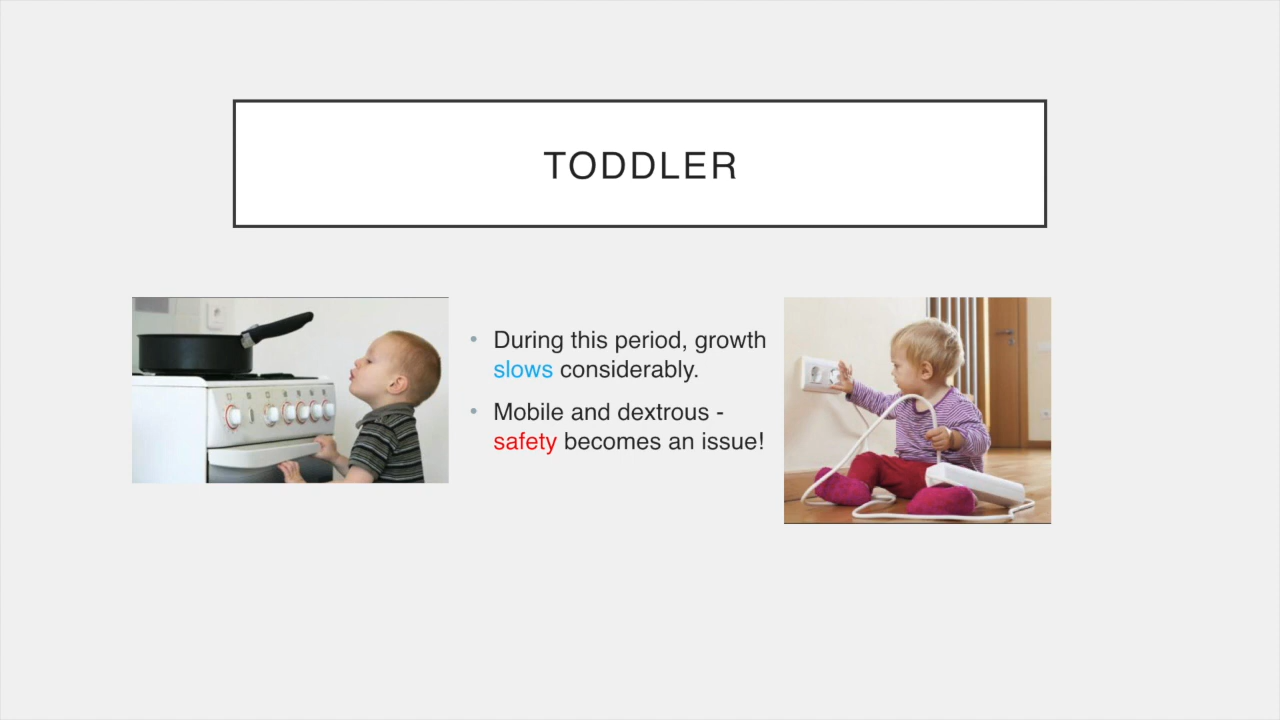 TODDLER
• During this period, growth
slows considerably.
• Mobile and dextrous -
safety becomes an issue!